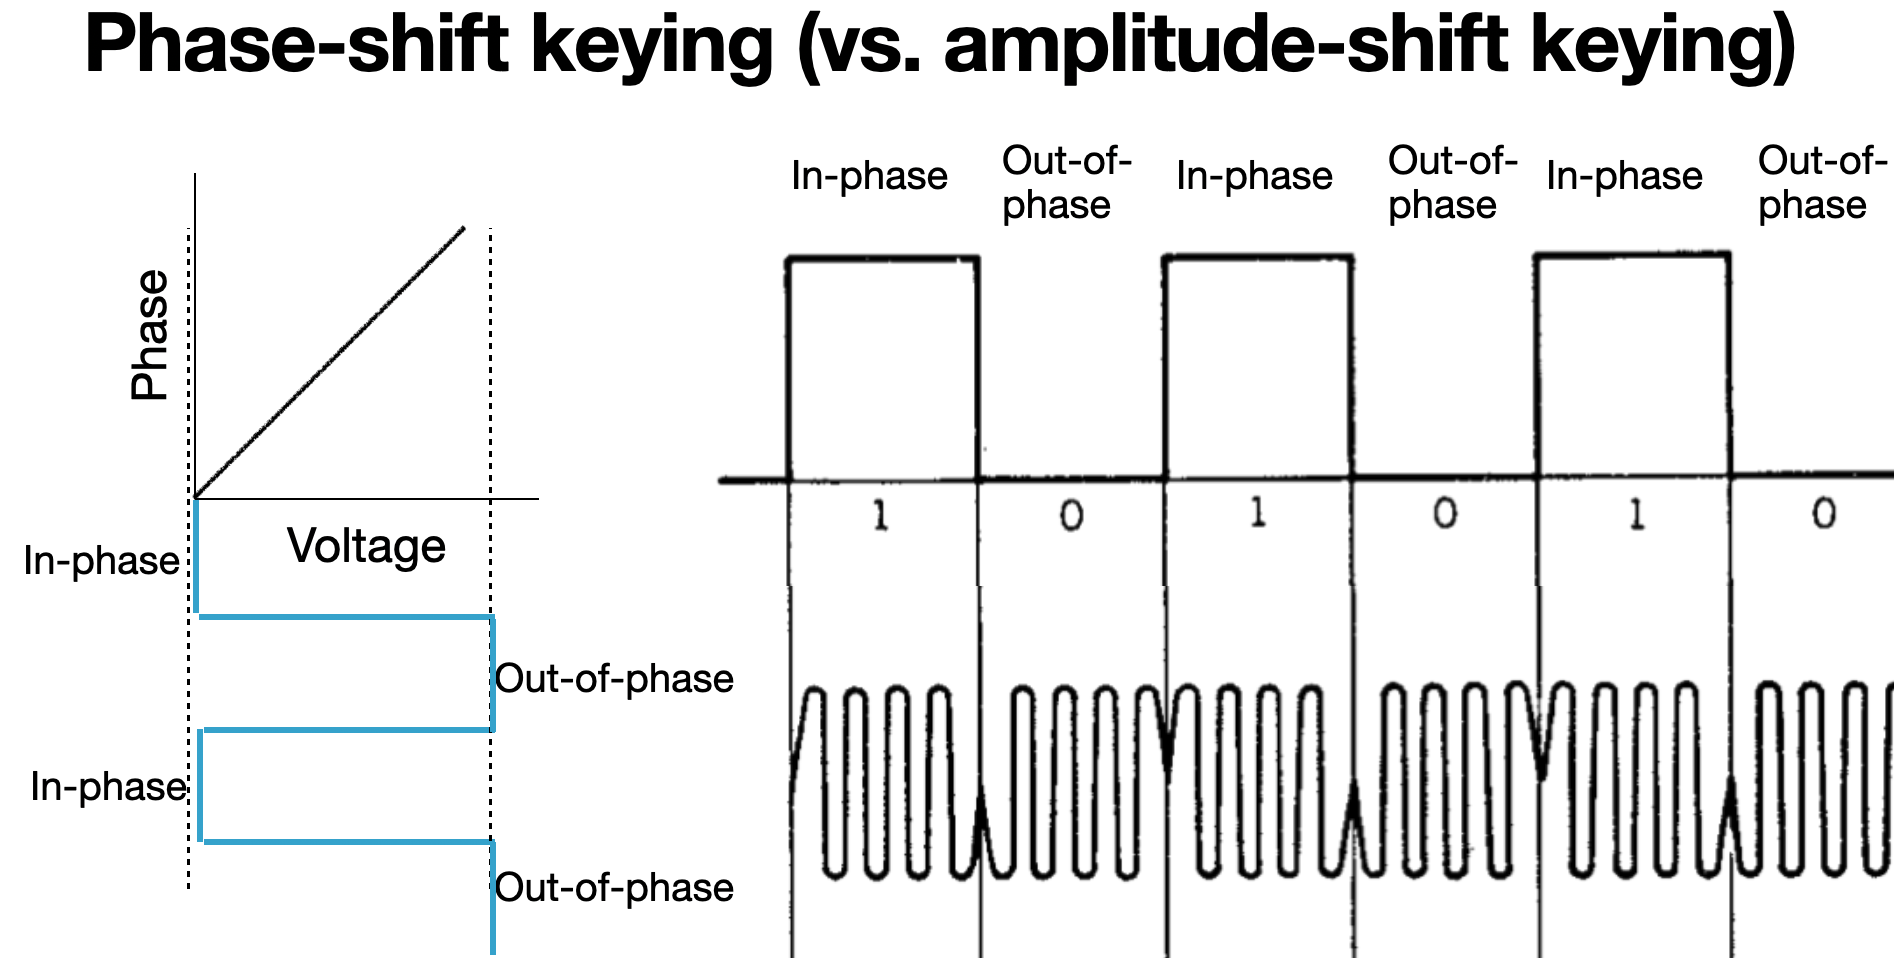 Phase-shift keying (vs. amplitude-shift keying)
Phase
Voltage
In-phase
Out-of-phase
In-phase
Out-of-phase
In-phase
Out-of-
phase
In-phase
Out-of-
phase
In-phase
Out-of-
phase
1 0 1 0 1 0